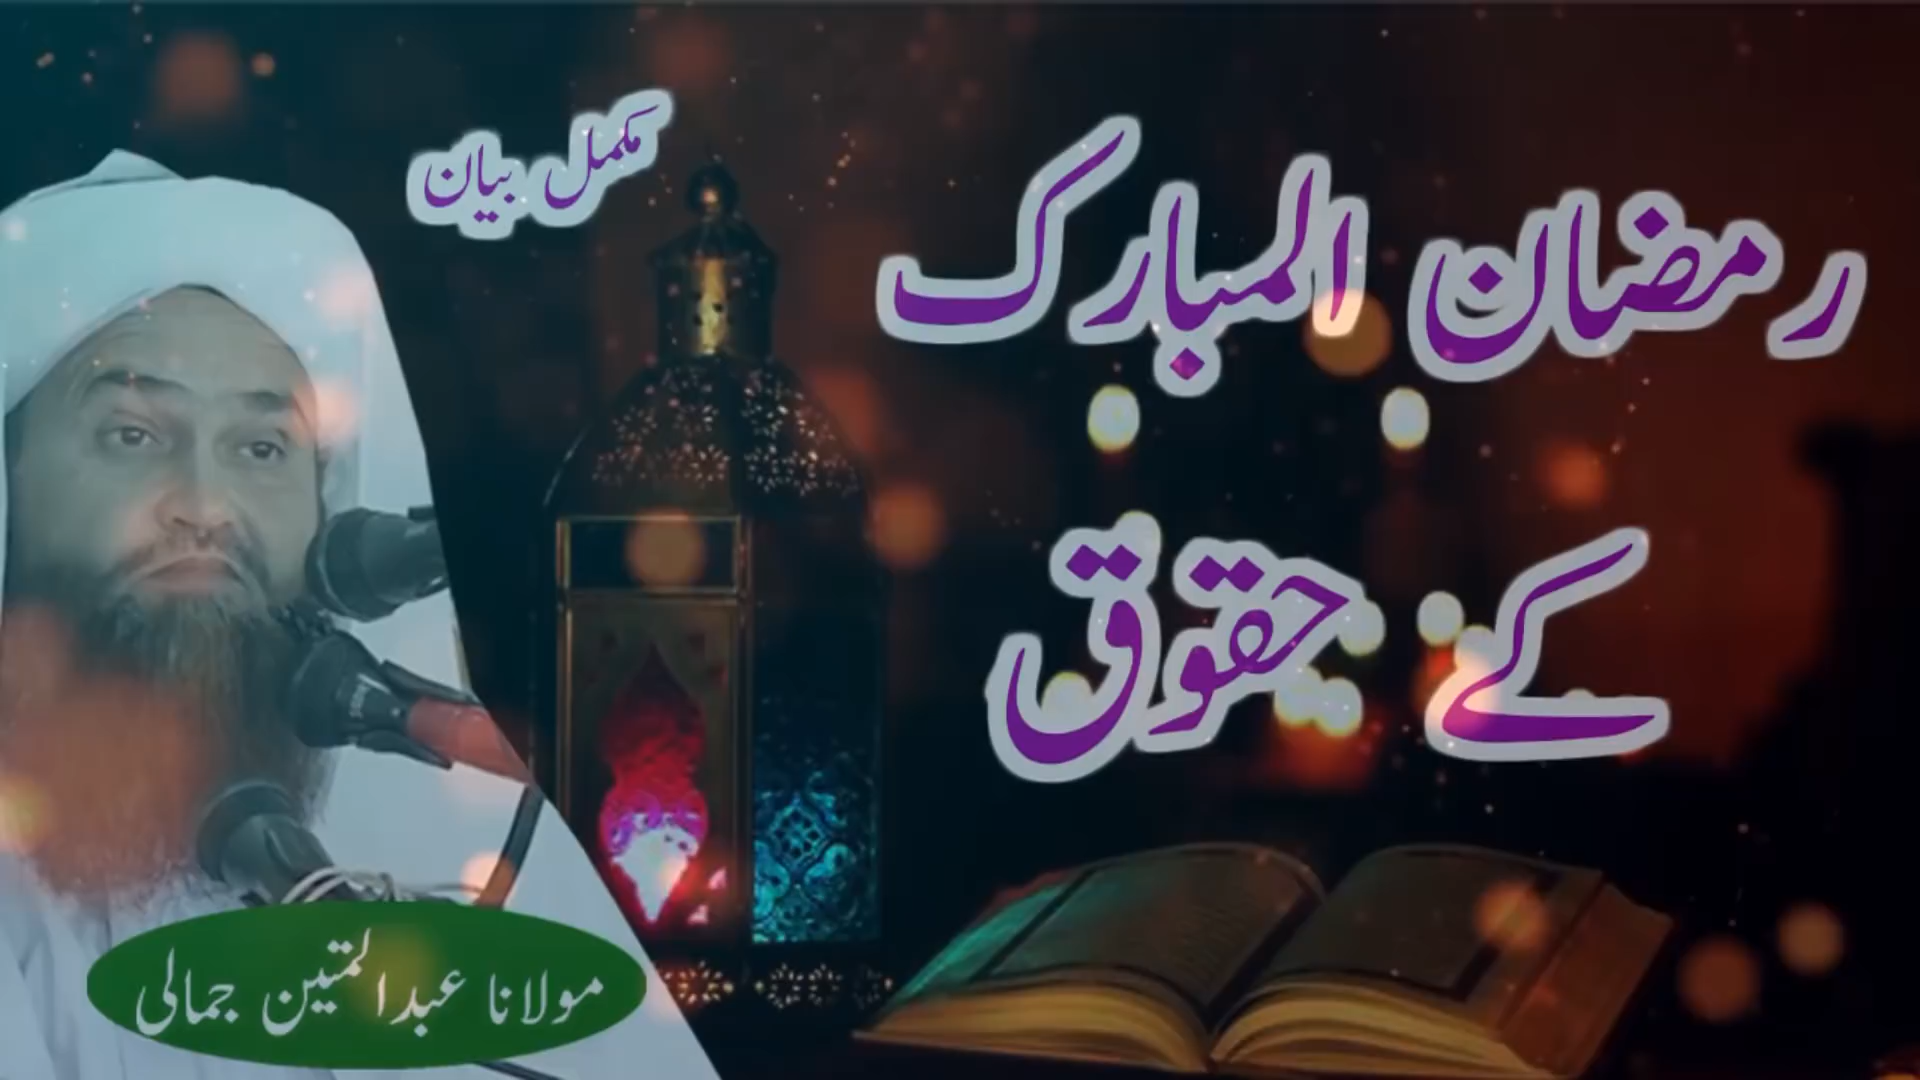 رمضان المبارک
کے حقوق
مکمل بیان
مولانا عبدالمتین جمالی